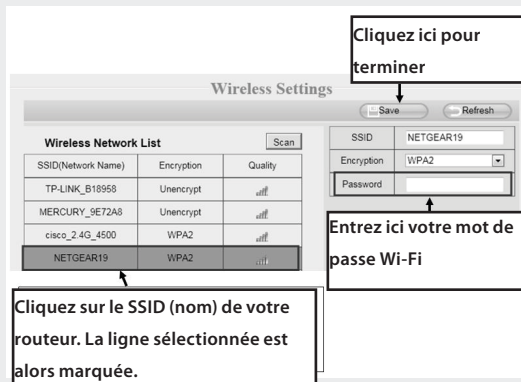 Cliquez ici pour
terminer
Wireless Settings
Save
Refresh
Wireless Network List
Scan
SSID(Network Name) Encryption Quality
TP-LINK_B18958 Unencrypt
MERCURY_9E72A8 Unencrypt
cisco_2.4G_4500 WPA2
NETGEAR19 WPA2
SSID NETGEAR19
Encryption WPA2
Password
Entrez ici votre mot de
passe Wi-Fi
Cliquez sur le SSID (nom) de votre
routeur. La ligne sélectionnée est
alors marquée.